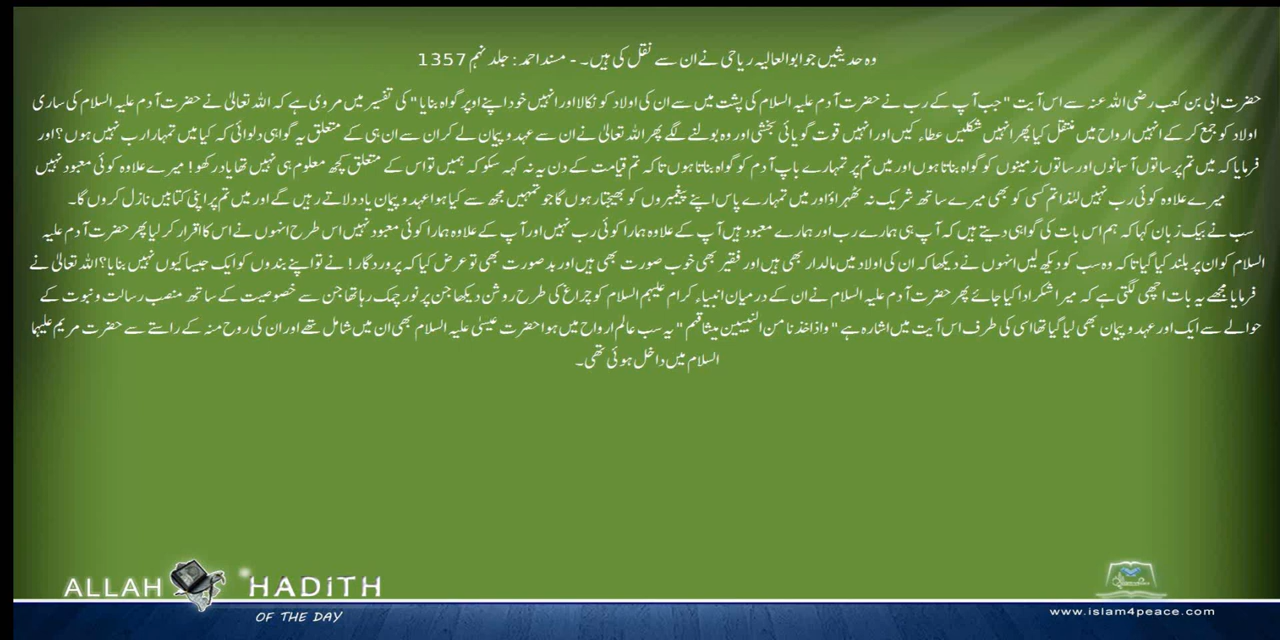 وہ حدیثیں جو ابوالعالیہ ریاحی نے ان سے نقل کی ہیں۔ - مسند احمد: جلد نہم 1357
حضرت ابی بن کعب رضی اللہ عنہ سے اس آیت " جب آپ کے رب نے حضرت آدم علیہ السلام کی پشت میں سے ان کی اولاد کو نکالا اور انہیں خود اپنے اوپر گواہ بنایا" کی تفسیر میں مروی ہے کہ اللہ تعالیٰ نے حضرت آدم علیہ السلام کی ساری
اولاد کو جمع کر کے انہیں ارواح میں منتقل کیا پھر انہیں شکلیں عطاء کیں اور انہیں قوت گویائی بخشی اور وہ بولنے لگے پھر اللہ تعالیٰ نے ان سے عہد و پیمان لے کر ان سے ان ہی کے متعلق یہ گواہی دلوائی کہ کیا میں تمہارا رب نہیں ہوں؟ اور
فرمایا کہ میں تم پر ساتوں آسمانوں اور ساتوں زمینوں کو گواہ بناتا ہوں اور میں تم پر تمہارے باپ آدم کو گواہ بناتا ہوں تاکہ تم قیامت کے دن یہ نہ کہہ سکو کہ ہمیں تو اس کے متعلق کچھ معلوم ہی نہیں تھا یاد رکھو! میرے علاوہ کوئی معبود نہیں
میرے علاوہ کوئی رب نہیں لہٰذا تم کسی کو بھی میرے ساتھ شریک نہ ٹھہراؤ اور میں تمہارے پاس اپنے پیغمبروں کو بھیجتا رہوں گا جو تمہیں مجھ سے کیا ہوا عہد و پیمان یاد دلاتے رہیں گے اور میں تم پر اپنی کتابیں نازل کروں گا۔
سب نے بیک زبان کہا کہ ہم اس بات کی گواہی دیتے ہیں کہ آپ ہی ہمارے رب اور ہمارے معبود ہیں آپ کے علاوہ ہمارا کوئی رب نہیں اور آپ کے علاوہ ہمارا کوئی معبود نہیں اس طرح انہوں نے اس کا اقرار کر لیا پھر حضرت آدم علیہ
السلام کو ان پر بلند کیا گیا تاکہ وہ سب کو دیکھ لیں انہوں نے دیکھا کہ ان کی اولاد میں مالدار بھی ہیں اور فقیر بھی خوب صورت بھی ہیں اور بد صورت بھی تو عرض کیا کہ پروردگار! نے تو اپنے بندوں کو ایک جیسا کیوں نہیں بنایا؟ اللہ تعالیٰ نے
فرمایا مجھے یہ بات اچھی لگتی ہے کہ میرا شکر ادا کیا جائے پھر حضرت آدم علیہ السلام نے ان کے درمیان انبیاء کرام علیہم السلام کو چراغ کی طرح روشن دیکھا جن پر نور چمک رہا تھا جن سے خصوصیت کے ساتھ منصب رسالت و نبوت کے
حوالے سے ایک اور عہد و پیمان بھی لیا گیا تھا اسی کی طرف اس آیت میں اشارہ ہے "واذ اخذنا من النبیین میثاقہم" یہ سب عالم ارواح میں ہوا حضرت عیسیٰ علیہ السلام بھی ان میں شامل تھے اور ان کی روح منہ کے راستے سے حضرت مریم علیہا
السلام میں داخل ہوئی تھی۔
ALLAH HADITH
OF THE DAY
www.islam4peace.com